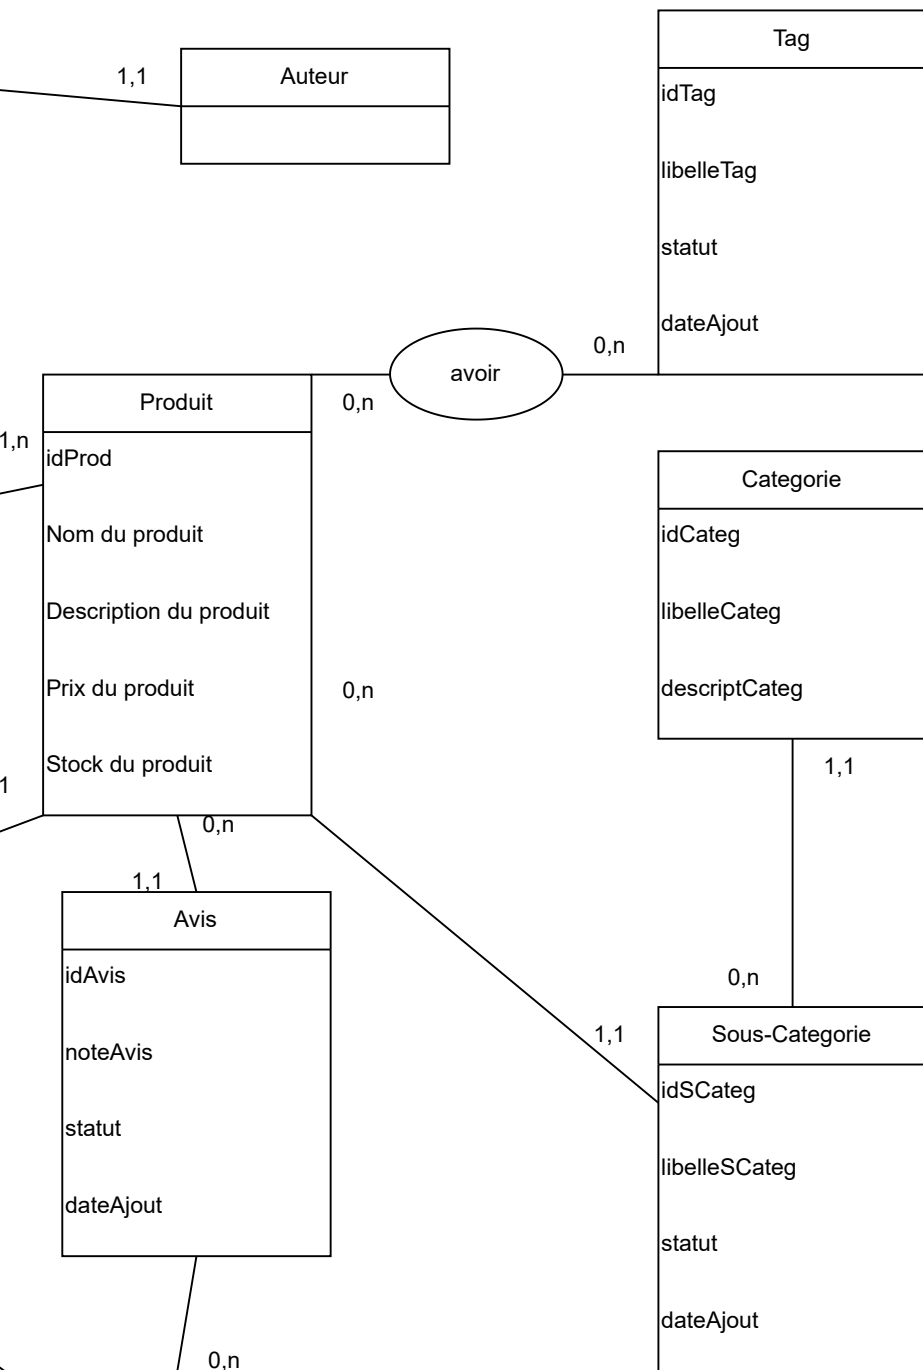 Tag
1,1
Auteur
idTag
libelleTag
statut
dateAjout
0,n
avoir
0,n
Produit
1,n
idProd
Nom du produit
Description du produit
Prix du produit
Stock du produit
0,n
Categorie
idCateg
libelleCateg
descriptCateg
1,1
1
0,n
1,1
Avis
idAvis
noteAvis
statut
dateAjout
0,n
0,n
1,1
Sous-Categorie
idSCateg
libelleSCateg
statut
dateAjout